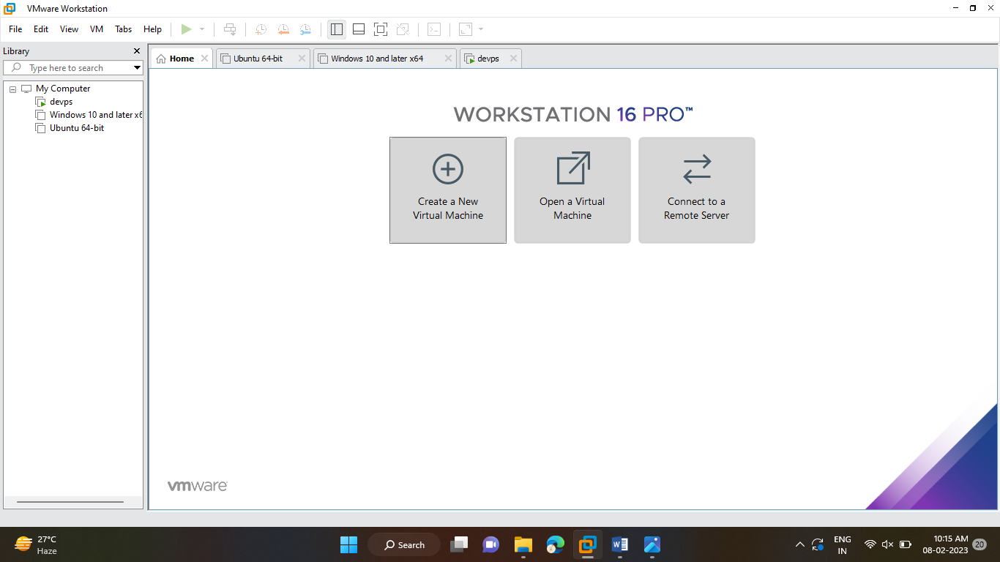 VMware Workstation
File Edit View VM Tabs Help
Library
Type here to search
My Computer
devps
Windows 10 and later x6
Ubuntu 64-bit
Home Ubuntu 64-bit Windows 10 and later x64 devps
WORKSTATION 16 PRO™
Create a New
Virtual Machine
Open a Virtual
Machine
Connect to a
Remote Server
vmware
27°C
Haze
Search
ENG
IN
10:15 AM
08-02-2023
20